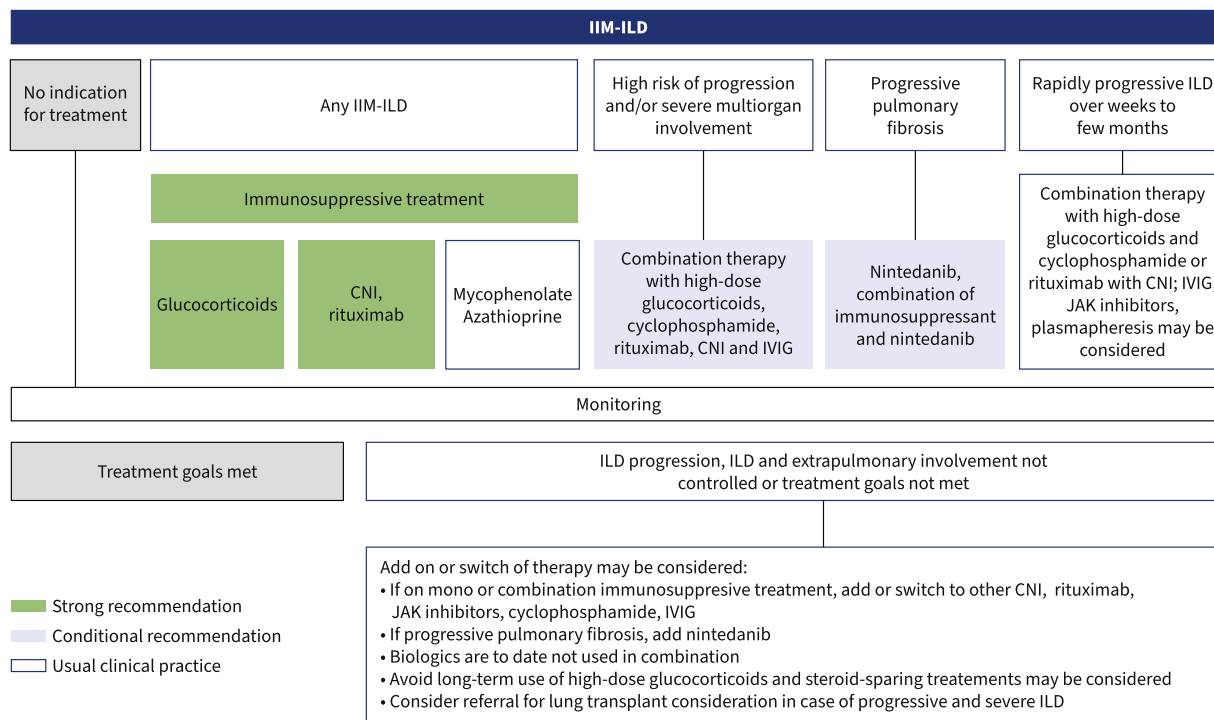 IIM-ILD
No indication
for treatment
Any IIM-ILD
High risk of progression
and/or severe multiorgan
involvement
Progressive
pulmonary
fibrosis
Rapidly progressive ILD
over weeks to
few months
Immunosuppressive treatment
Glucocorticoids
CNI,
rituximab
Mycophenolate
Azathioprine
Combination therapy
with high-dose
glucocorticoids,
cyclophosphamide,
rituximab, CNI and IVIG
Nintedanib,
combination of
immunosuppressant
and nintedanib
Combination therapy
with high-dose
glucocorticoids and
cyclophosphamide or
rituximab with CNI; IVIG,
JAK inhibitors,
plasmapheresis may be
considered
Monitoring
Treatment goals met
ILD progression, ILD and extrapulmonary involvement not
controlled or treatment goals not met
Add on or switch of therapy may be considered:
• If on mono or combination immunosuppresive treatment, add or switch to other CNI, rituximab,
JAK inhibitors, cyclophosphamide, IVIG
• If progressive pulmonary fibrosis, add nintedanib
• Biologics are to date not used in combination
• Avoid long-term use of high-dose glucocorticoids and steroid-sparing treatements may be considered
• Consider referral for lung transplant consideration in case of progressive and severe ILD
Strong recommendation
Conditional recommendation
Usual clinical practice